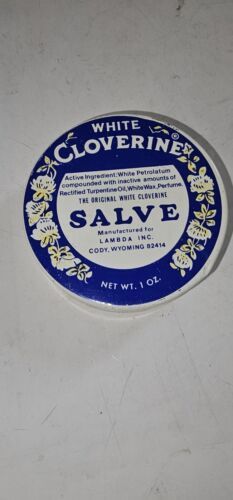 WHITE
CLOVERINE®
Active Ingredient: White Petrolatum
compounded with inactive amounts of
Rectified Turpentine Oil, White Wax, Perfume.
THE ORIGINAL WHITE CLOVERINE
SALVE
Manufactured for
LAMBDA INC.
CODY, WYOMING 82414
NET WT. 1 OZ.